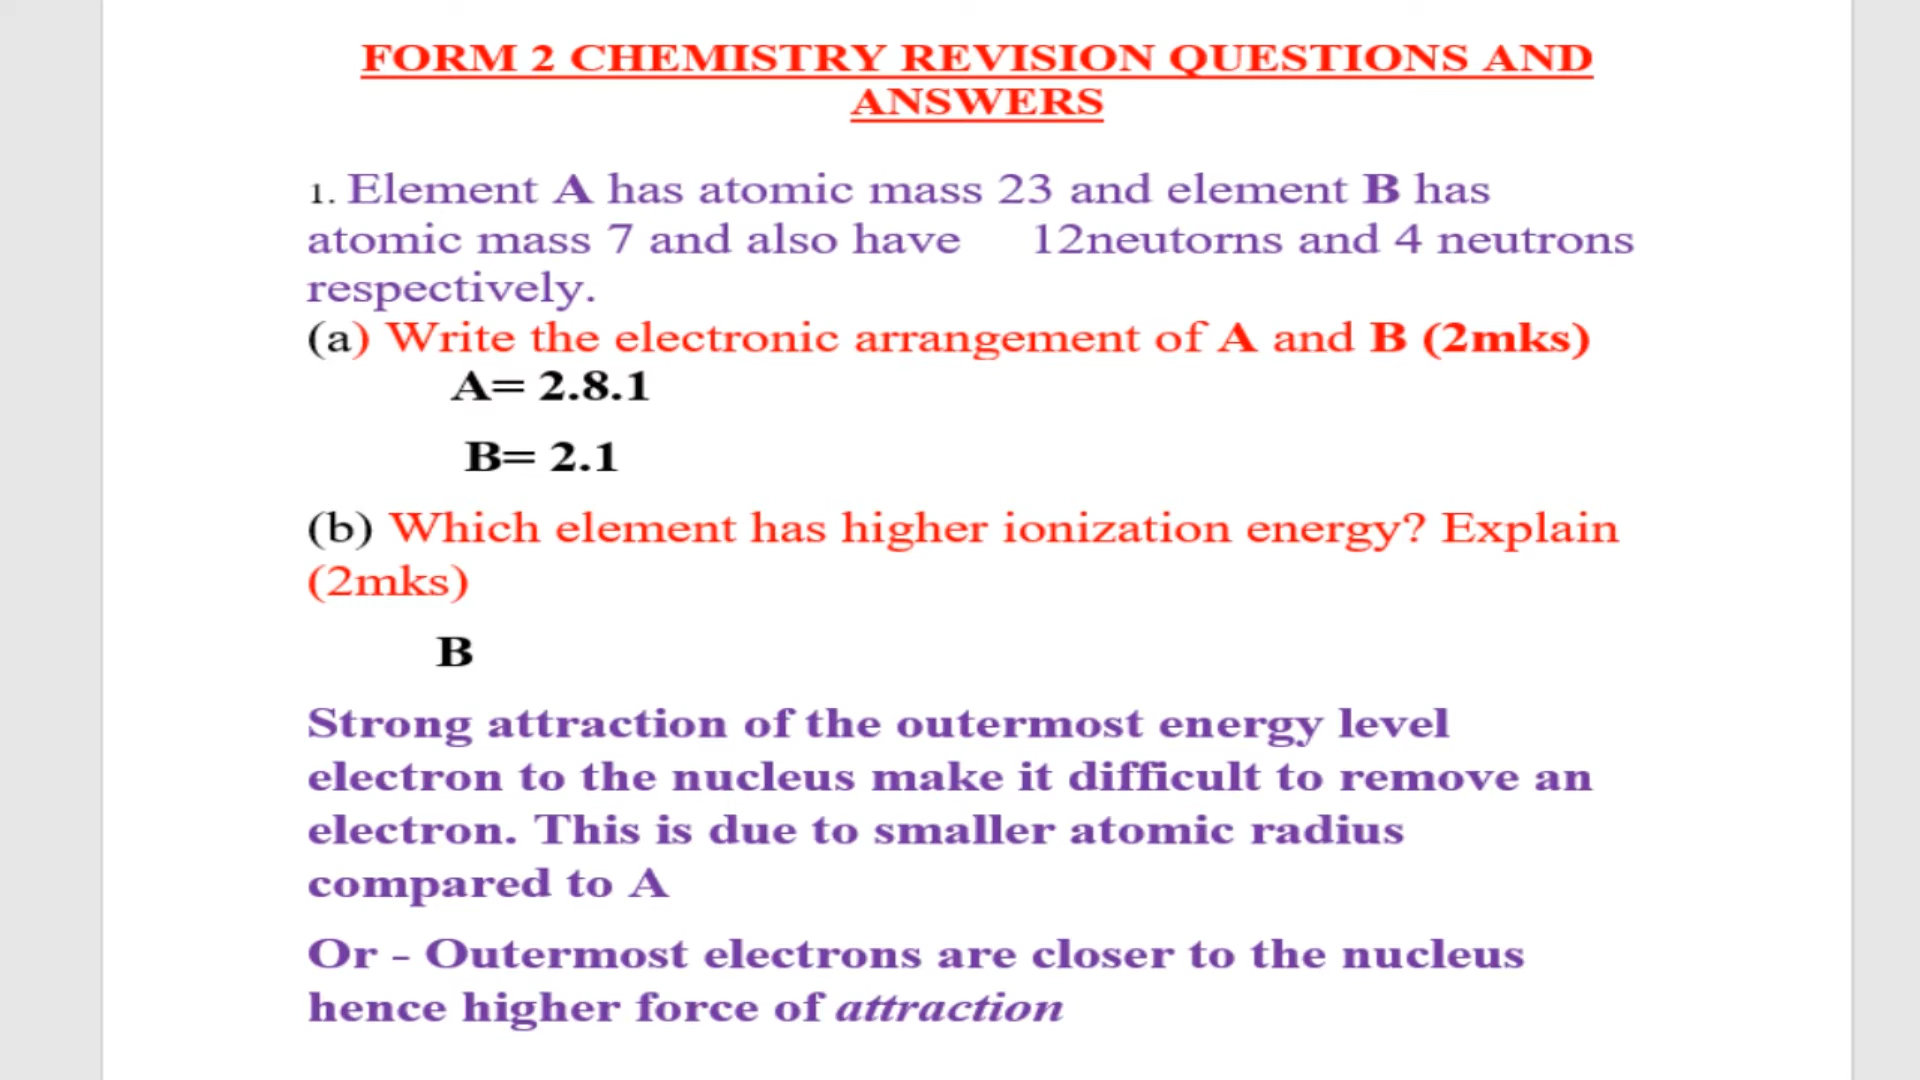 FORM 2 CHEMISTRY REVISION QUESTIONS AND
ANSWERS
1. Element A has atomic mass 23 and element B has
atomic mass 7 and also have 12neutorns and 4 neutrons
respectively.
(a) Write the electronic arrangement of A and B (2mks)
A= 2.8.1
B= 2.1
(b) Which element has higher ionization energy? Explain
(2mks)
B
Strong attraction of the outermost energy level
electron to the nucleus make it difficult to remove an
electron. This is due to smaller atomic radius
compared to A
Or - Outermost electrons are closer to the nucleus
hence higher force of attraction